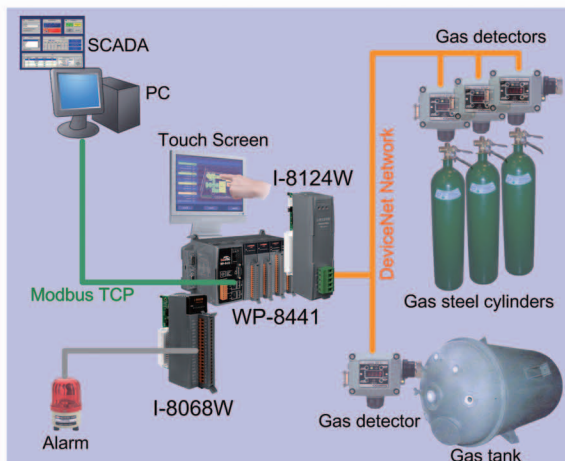 SCADA
PC
Gas detectors
Touch Screen
I-8124W
DeviceNet Network
Modbus TCP
WP-8441
Gas steel cylinders
I-8068W
Alarm
Gas detector
Gas tank